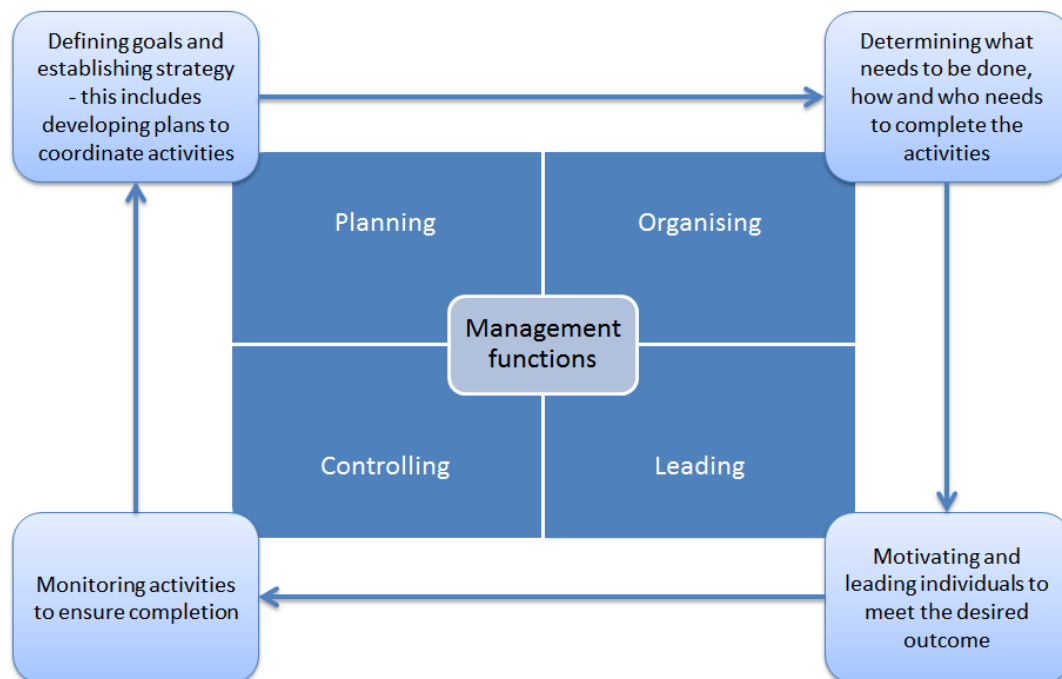 Defining goals and
establishing strategy
- this includes
developing plans to
coordinate activities
Determining what
needs to be done,
how and who needs
to complete the
activities
Planning
Organising
Management
functions
Controlling
Leading
Monitoring activities
to ensure completion
Motivating and
leading individuals to
meet the desired
outcome